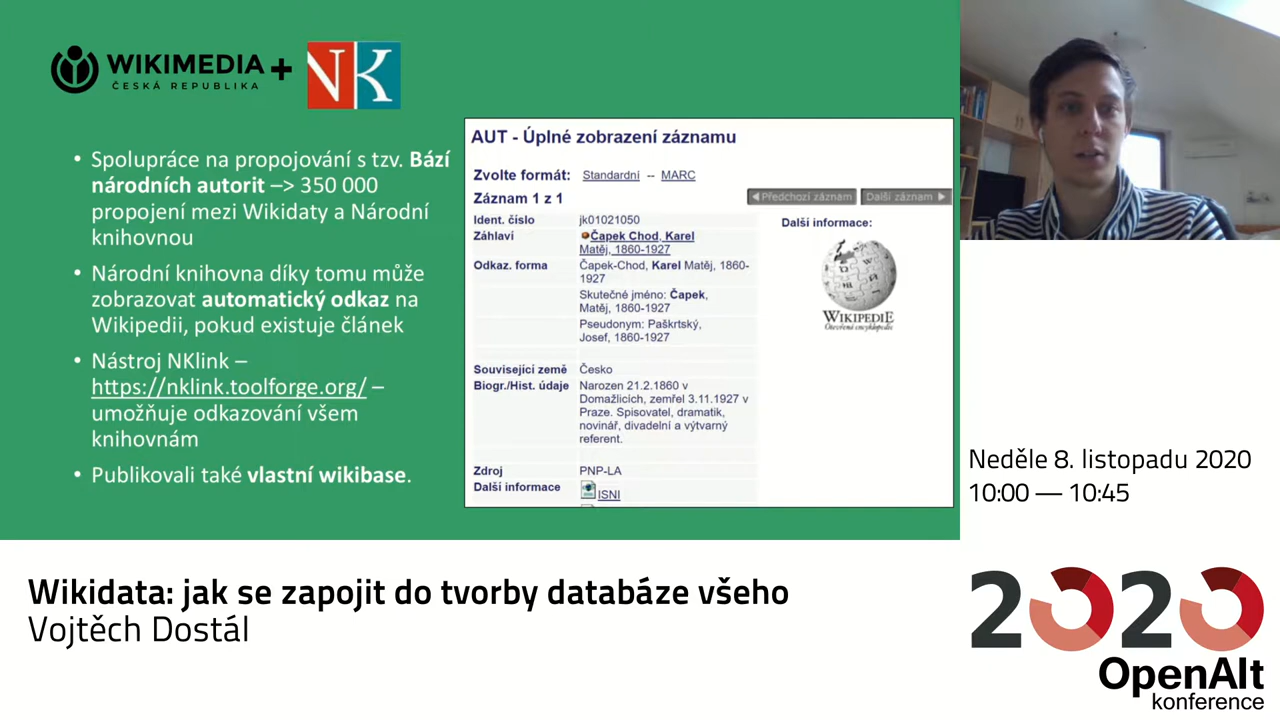 WIKIMEDIA
ČESKÁ REPUBLIKA
+
NK
• Spolupráce na propojování s tzv. Bází
národních autorit –> 350 000
propojení mezi Wikidaty a Národní
knihovnou
• Národní knihovna díky tomu může
zobrazovat automatický odkaz na
Wikipedii, pokud existuje článek
• Nástroj NKlink –
https://nklink.toolforge.org/ –
umožňuje odkazování všem
knihovnám
• Publikovali také vlastní wikibase.
AUT - Úplné zobrazení záznamu
Zvolte formát: Standardní -- MARC
Záznam 1 z 1
Předchozí záznam Další záznam
Ident. číslo jk01021050
Záhlaví Čapek Chod, Karel
Matěj, 1860-1927
Odkaz. forma Čapek-Chod, Karel Matěj, 1860-
1927
Skutečné jméno: Čapek,
Matěj, 1860-1927
Pseudonym: Paškrtský,
Josef, 1860-1927
Související země Česko
Biogr./Hist. údaje Narozen 21.2.1860 v
Domažlicích, zemřel 3.11.1927 v
Praze. Spisovatel, dramatik,
novinář, divadelní a výtvarný
referent.
Zdroj PNP-LA
Další informace ISNI
Další informace:
WIKIPEDIE
Otevřená encyklopedie
Neděle 8. listopadu 2020
10:00 — 10:45
Wikidata: jak se zapojit do tvorby databáze všeho
Vojtěch Dostál
2020
OpenAlt
konference